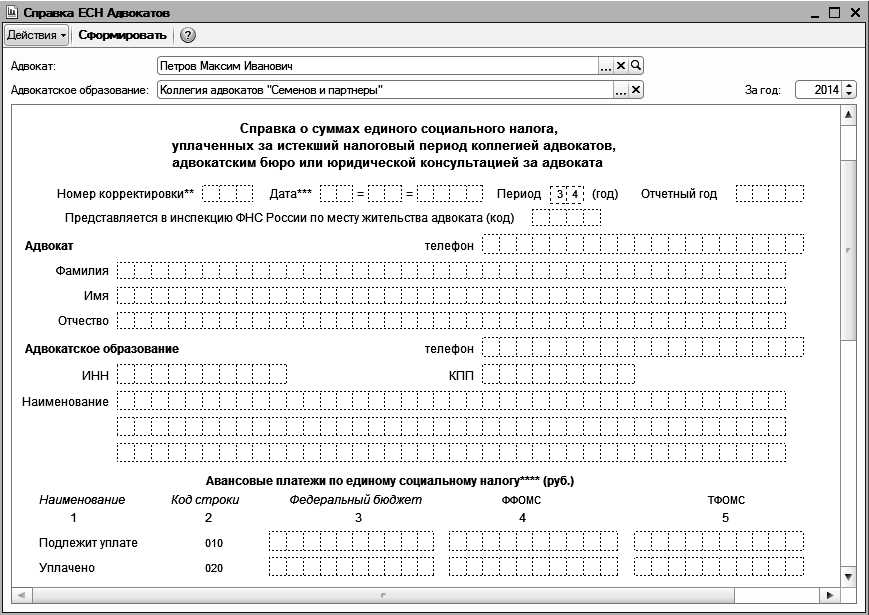 Справка ЕСН Адвокатов
Действия Сформировать ?
Адвокат: Петров Максим Иванович ...
Адвокатское образование: Коллегия адвокатов "Семенов и партнеры" ... За год: 2014
Справка о суммах единого социального налога,
уплаченных за истекший налоговый период коллегией адвокатов,
адвокатским бюро или юридической консультацией за адвоката
Номер корректировки** Дата*** = = Период 3 4 (год) Отчетный год
Представляется в инспекцию ФНС России по месту жительства адвоката (код)
Адвокат телефон
Фамилия
Имя
Отчество
Адвокатское образование телефон
ИНН КПП
Наименование
Авансовые платежи по единому социальному налогу**** (руб.)
Наименование Код строки Федеральный бюджет ФФОМС ТФОМС
1 2 3 4 5
Подлежит уплате 010
Уплачено 020